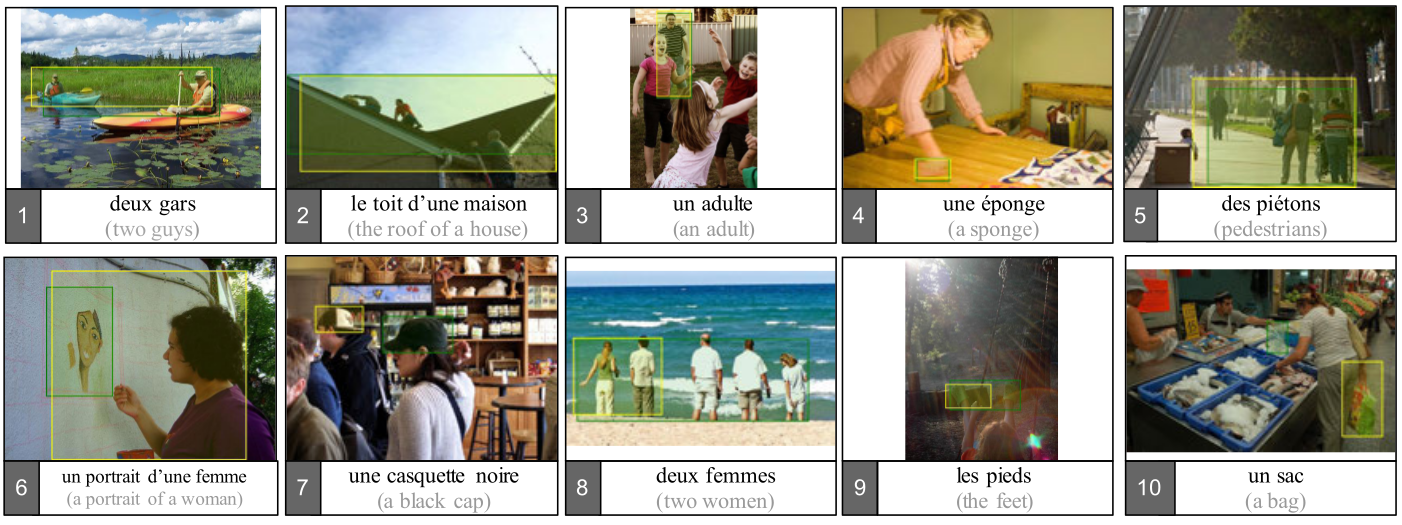 1
deux gars
(two guys)
2
le toit d’une maison
(the roof of a house)
3
un adulte
(an adult)
4
une éponge
(a sponge)
5
des piétons
(pedestrians)
6
un portrait d’une femme
(a portrait of a woman)
7
une casquette noire
(a black cap)
8
deux femmes
(two women)
9
les pieds
(the feet)
10
un sac
(a bag)